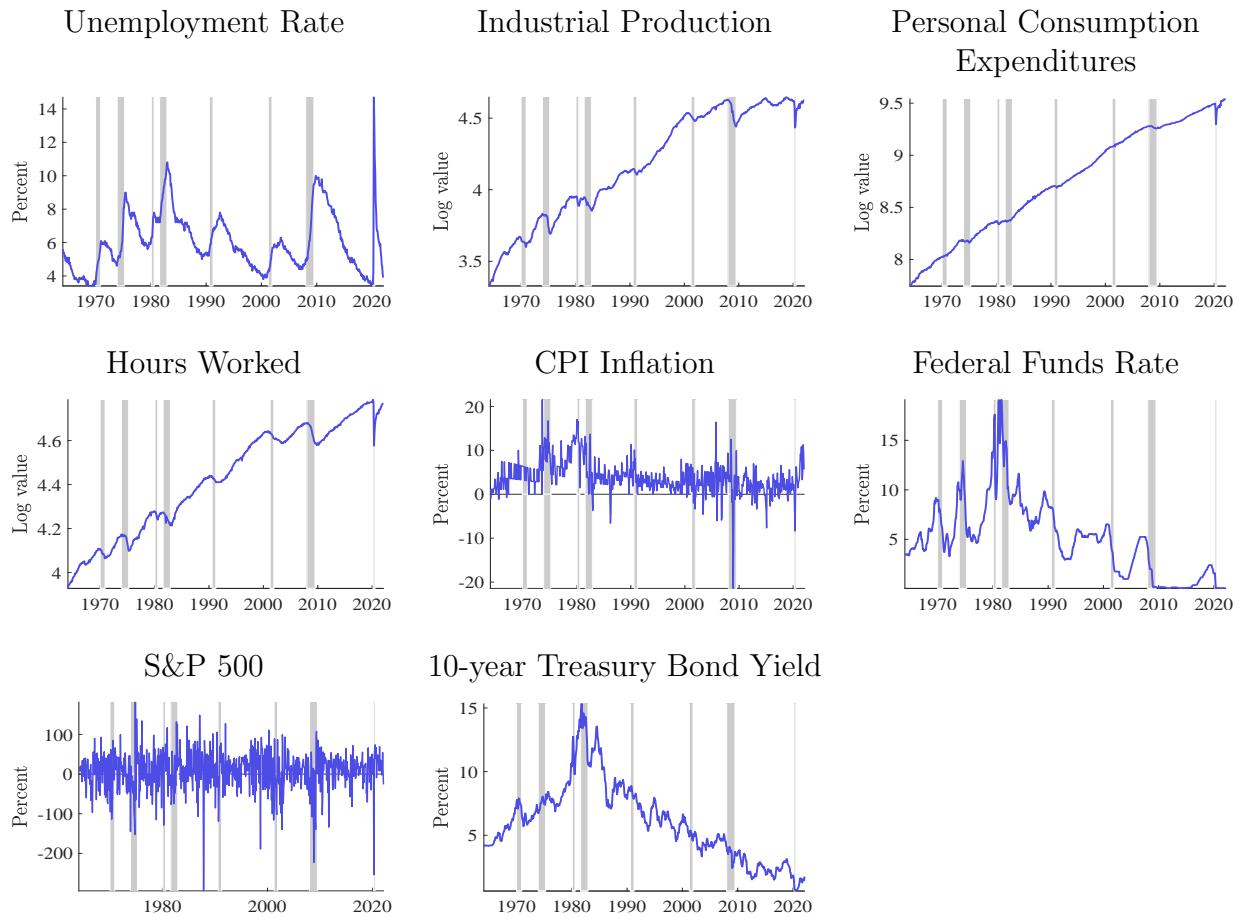 Unemployment Rate
Industrial Production
Personal Consumption
Expenditures
Percent
14
12
10
8
6
4
1970 1980 1990 2000 2010 2020
Log value
4.5
4
3.5
1970 1980 1990 2000 2010 2020
Log value
9.5
9
8.5
8
1970 1980 1990 2000 2010 2020
Hours Worked
CPI Inflation
Federal Funds Rate
Log value
4.6
4.4
4.2
4
1970 1980 1990 2000 2010 2020
Percent
20
10
0
-10
-20
1970 1980 1990 2000 2010 2020
Percent
15
10
5
1970 1980 1990 2000 2010 2020
S&P 500
10-year Treasury Bond Yield
Percent
100
0
-100
-200
1980 2000 2020
Percent
15
10
5
1970 1980 1990 2000 2010 2020